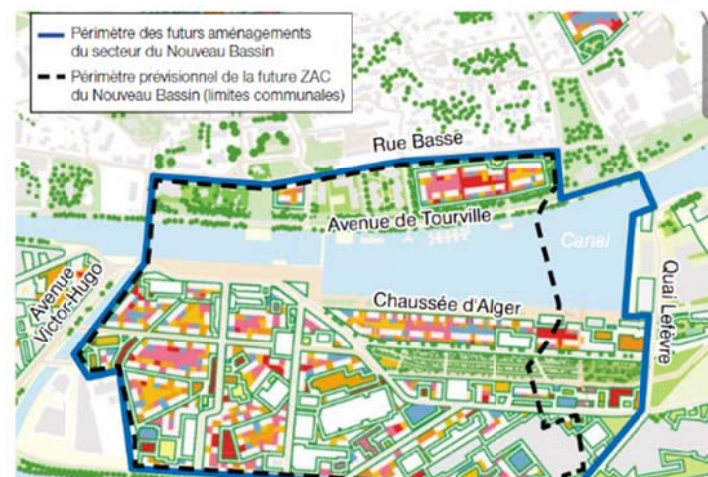 Périmètre des futurs aménagements
du secteur du Nouveau Bassin
Périmètre prévisionnel de la future ZAC
du Nouveau Bassin (limites communales)
Rue Basse
Avenue de Tourville
Canal
Avenue
Victor-Hugo
Chaussée d'Alger
Quai Lefèvre